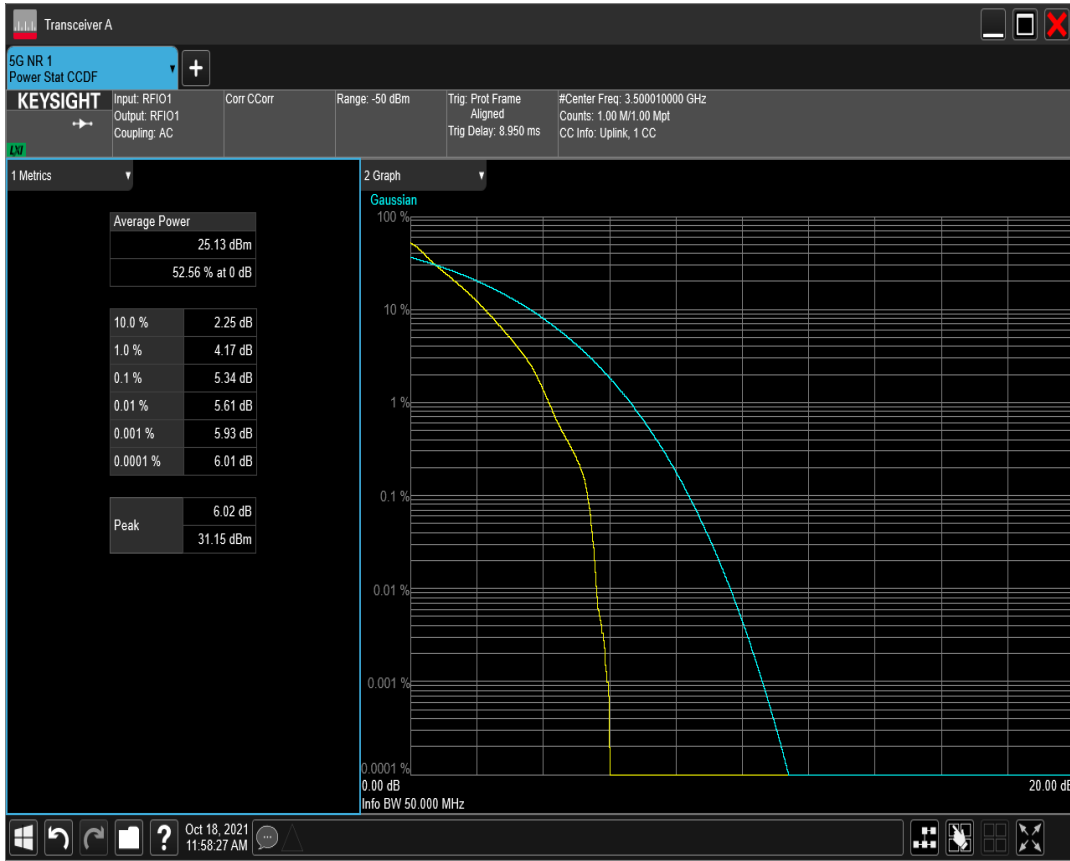 Transceiver A
5G NR 1
Power Stat CCDF
KEYSIGHT
LXI
Input: RFIO1
Output: RFIO1
Coupling: AC
Corr CCorr
Range: -50 dBm
Trig: Prot Frame
Aligned
Trig Delay: 8.950 ms
#Center Freq: 3.500010000 GHz
Counts: 1.00 M/1.00 Mpt
CC Info: Uplink, 1 CC
1 Metrics
Average Power
25.13 dBm
52.56 % at 0 dB
10.0 % 2.25 dB
1.0 % 4.17 dB
0.1 % 5.34 dB
0.01 % 5.61 dB
0.001 % 5.93 dB
0.0001 % 6.01 dB
Peak
6.02 dB
31.15 dBm
2 Graph
Gaussian
100 %
10 %
1 %
0.1 %
0.01 %
0.001 %
0.0001 %
0.00 dB 20.00 dB
Info BW 50.000 MHz
Oct 18, 2021
11:58:27 AM